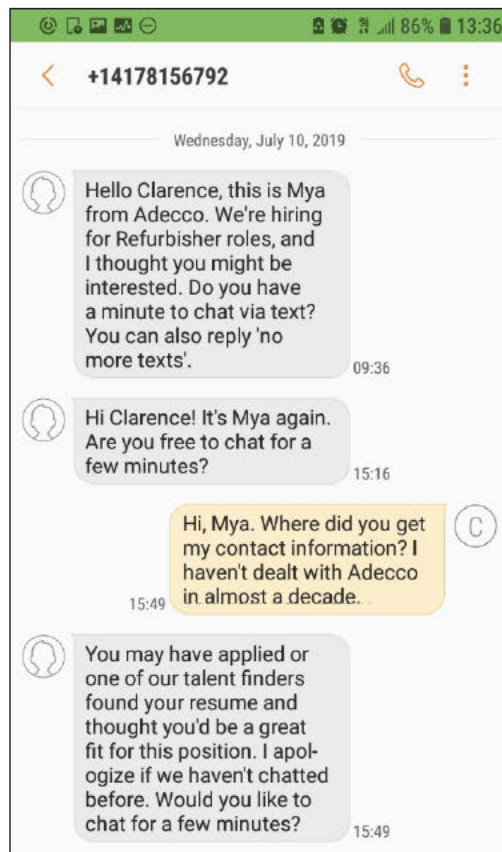 86% 13:36
+14178156792
Wednesday, July 10, 2019
Hello Clarence, this is Mya
from Adecco. We're hiring
for Refurbisher roles, and
I thought you might be
interested. Do you have
a minute to chat via text?
You can also reply 'no
more texts'.
09:36
Hi Clarence! It's Mya again.
Are you free to chat for a
few minutes?
15:16
Hi, Mya. Where did you get
my contact information? I
haven't dealt with Adecco
in almost a decade.
C
15:49
You may have applied or
one of our talent finders
found your resume and
thought you'd be a great
fit for this position. I apol-
ogize if we haven't chatted
before. Would you like to
chat for a few minutes?
15:49